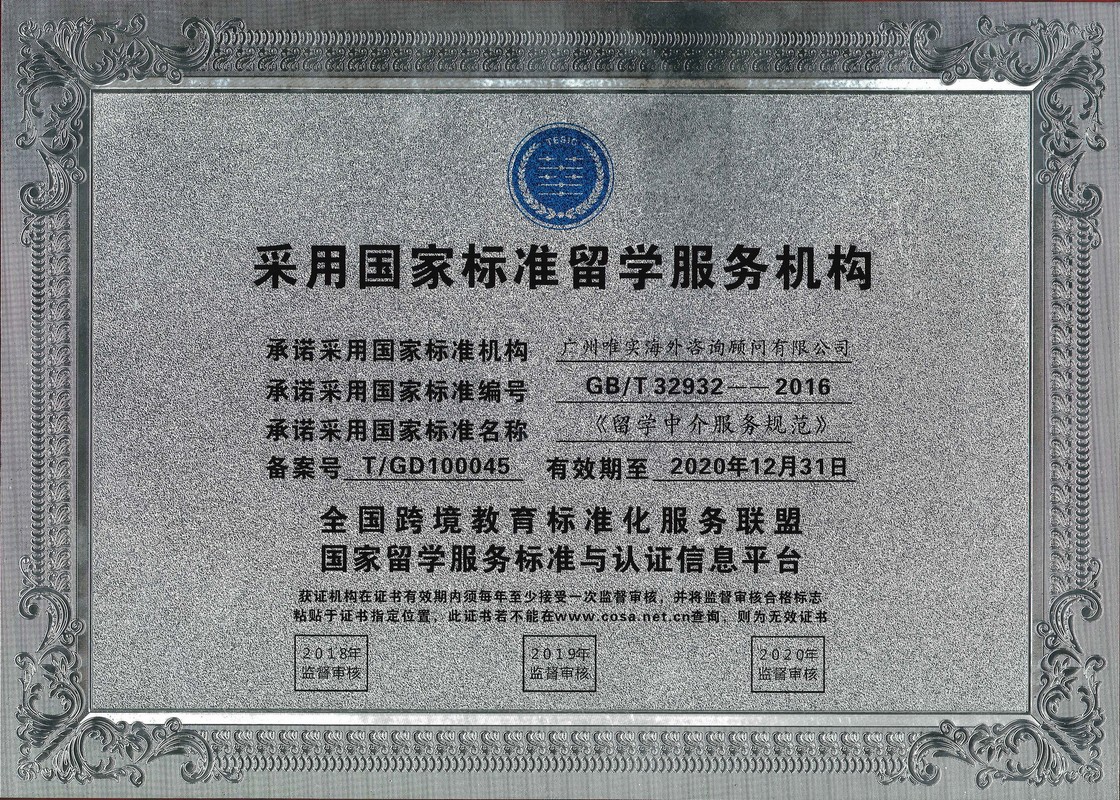 TESIC
采用国家标准留学服务机构
承诺采用国家标准机构 广州唯实海外咨询顾问有限公司
承诺采用国家标准编号 GB/T 32932——2016
承诺采用国家标准名称 《留学中介服务规范》
备案号 T/GD100045 有效期至 2020年12月31日
全国跨境教育标准化服务联盟
国家留学服务标准与认证信息平台
获证机构在证书有效期内须每年至少接受一次监督审核，并将监督审核合格标志
粘贴于证书指定位置，此证书若不能在www.cosa.net.cn查询，则为无效证书
2018年 2019年 2020年
监督审核 监督审核 监督审核